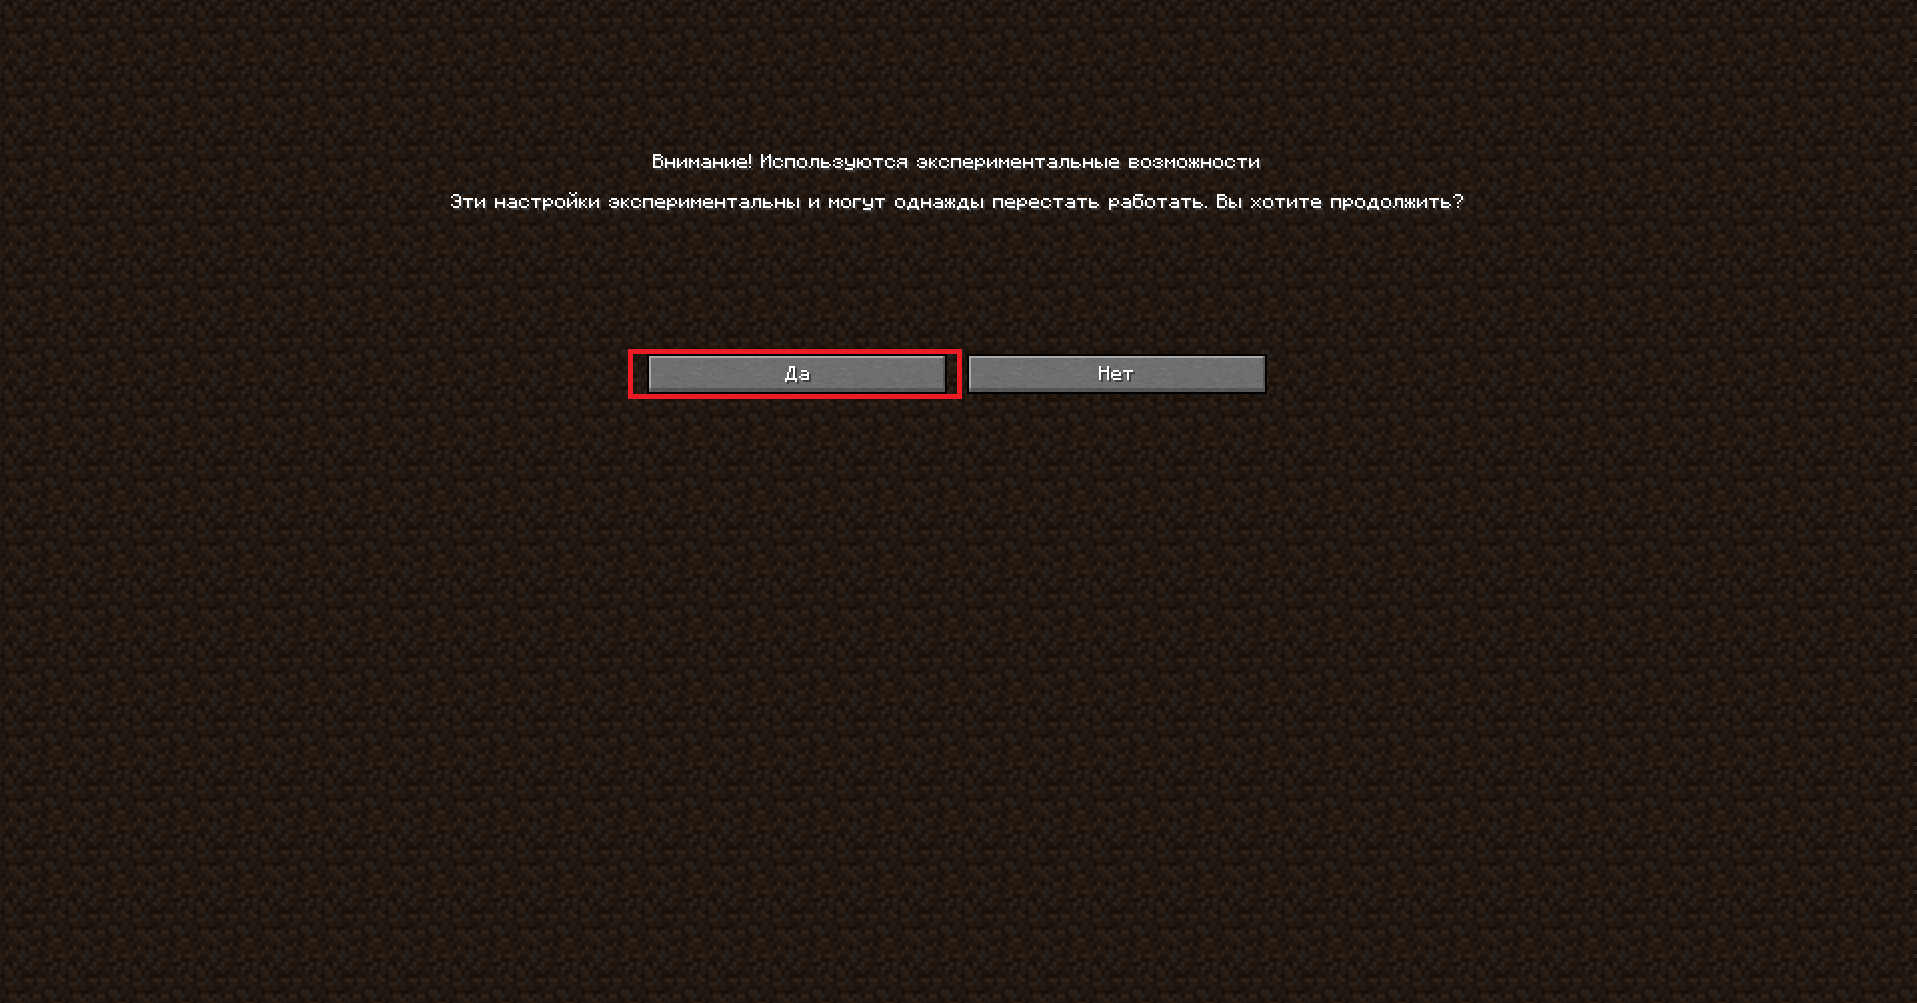 Внимание! Используются экспериментальные возможности
Эти настройки экспериментальны и могут однажды перестать работать. Вы хотите продолжить?
Да
Нет